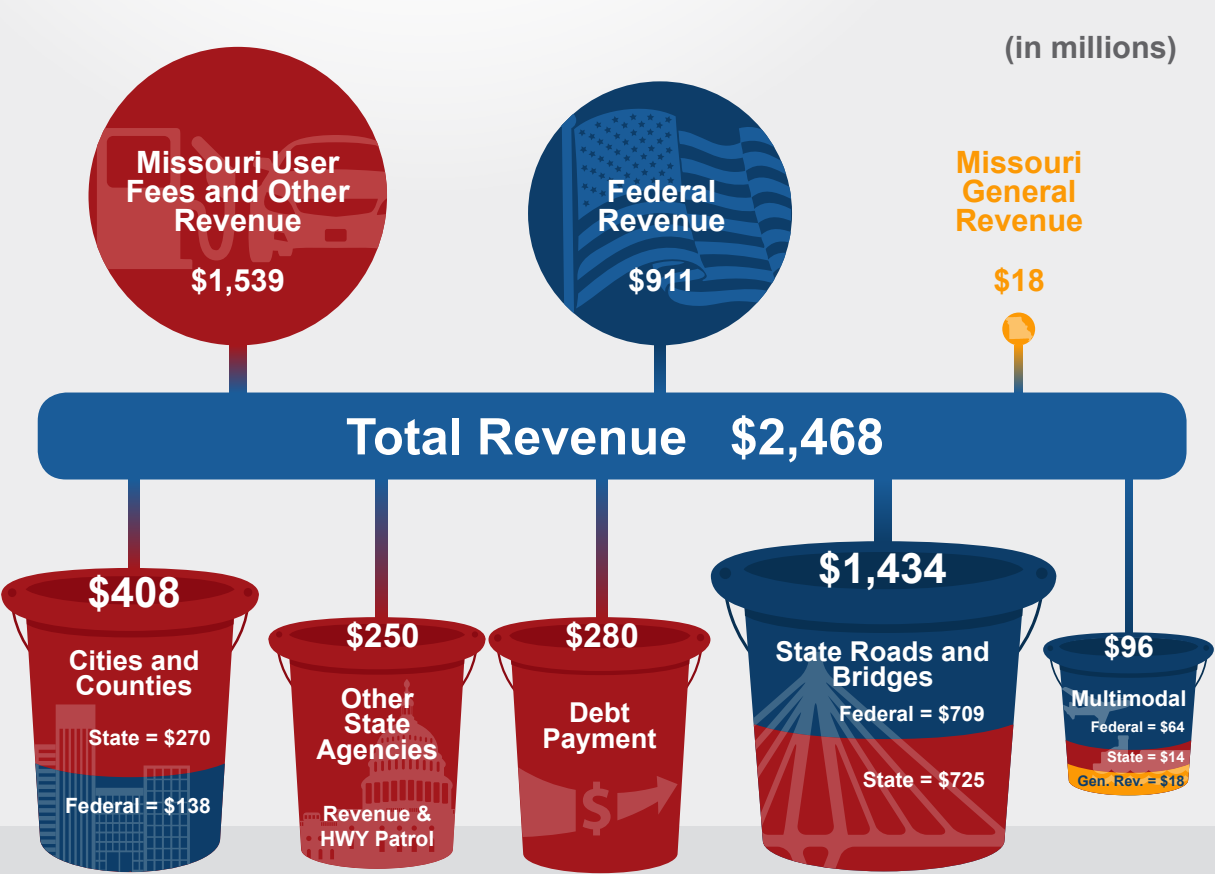 (in millions)
Missouri User
Fees and Other
Revenue
$1,539
Federal
Revenue
$911
Missouri
General
Revenue
$18
Total Revenue $2,468
$408
Cities and
Counties
State = $270
Federal = $138
$250
Other
State
Agencies
Revenue &
HWY Patrol
$280
Debt
Payment
$
$1,434
State Roads and
Bridges
Federal = $709
State = $725
$96
Multimodal
Federal = $64
State = $14
Gen. Rev. = $18